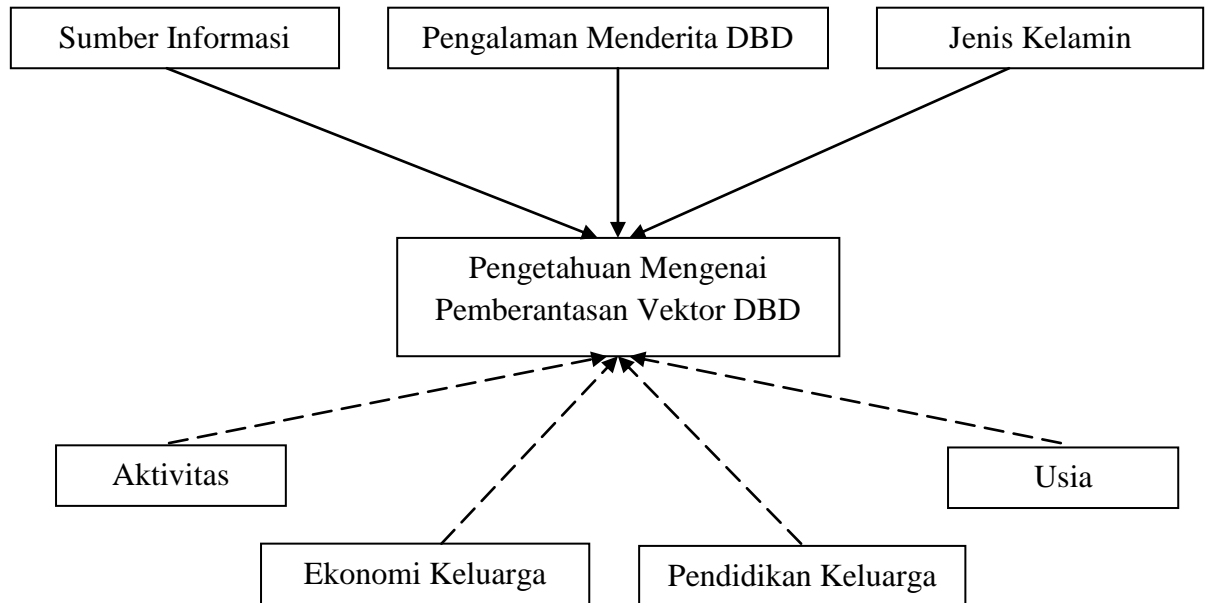 Sumber Informasi
Pengalaman Menderita DBD
Jenis Kelamin
Pengetahuan Mengenai
Pemberantasan Vektor DBD
Aktivitas
Usia
Ekonomi Keluarga
Pendidikan Keluarga